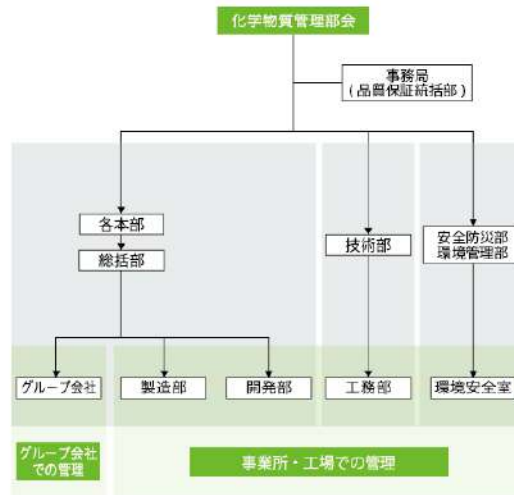 化学物質管理部会
事務局
(品質保証統括部)
各本部
総括部
技術部
安全防災部
環境管理部
グループ会社
製造部
開発部
工務部
環境安全室
グループ会社
での管理
事業所・工場での管理